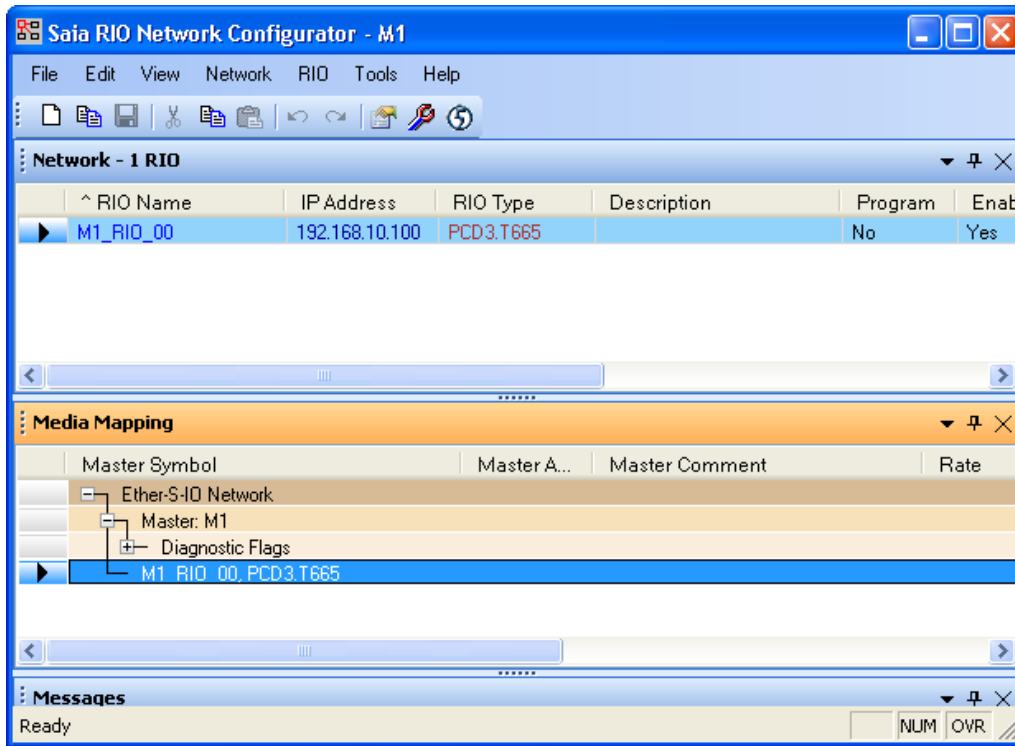 Saia RIO Network Configurator - M1
File Edit View Network RIO Tools Help
Network - 1 RIO
^ RIO Name IP Address RIO Type Description Program Enab
M1_RIO_00 192.168.10.100 PCD3.T665 No Yes
Media Mapping
Master Symbol Master A... Master Comment Rate
Ether-S-IO Network
Master: M1
Diagnostic Flags
M1_RIO_00, PCD3.T665
Messages
Ready NUM OVR